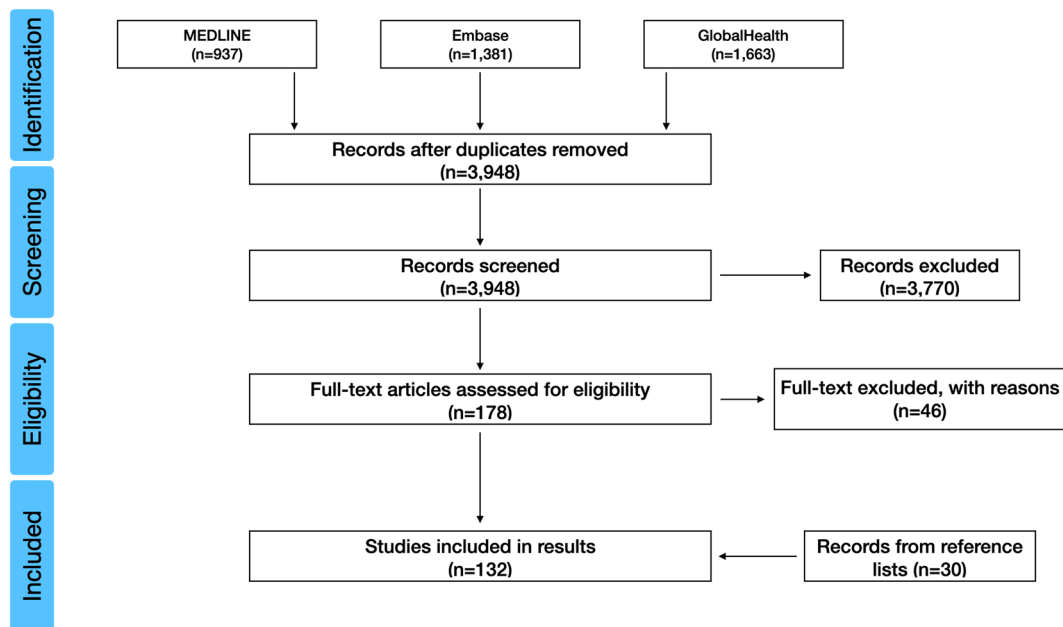 Identification
MEDLINE
(n=937)
Embase
(n=1,381)
GlobalHealth
(n=1,663)
Records after duplicates removed
(n=3,948)
Screening
Records screened
(n=3,948)
Records excluded
(n=3,770)
Eligibility
Full-text articles assessed for eligibility
(n=178)
Full-text excluded, with reasons
(n=46)
Included
Studies included in results
(n=132)
Records from reference
lists (n=30)